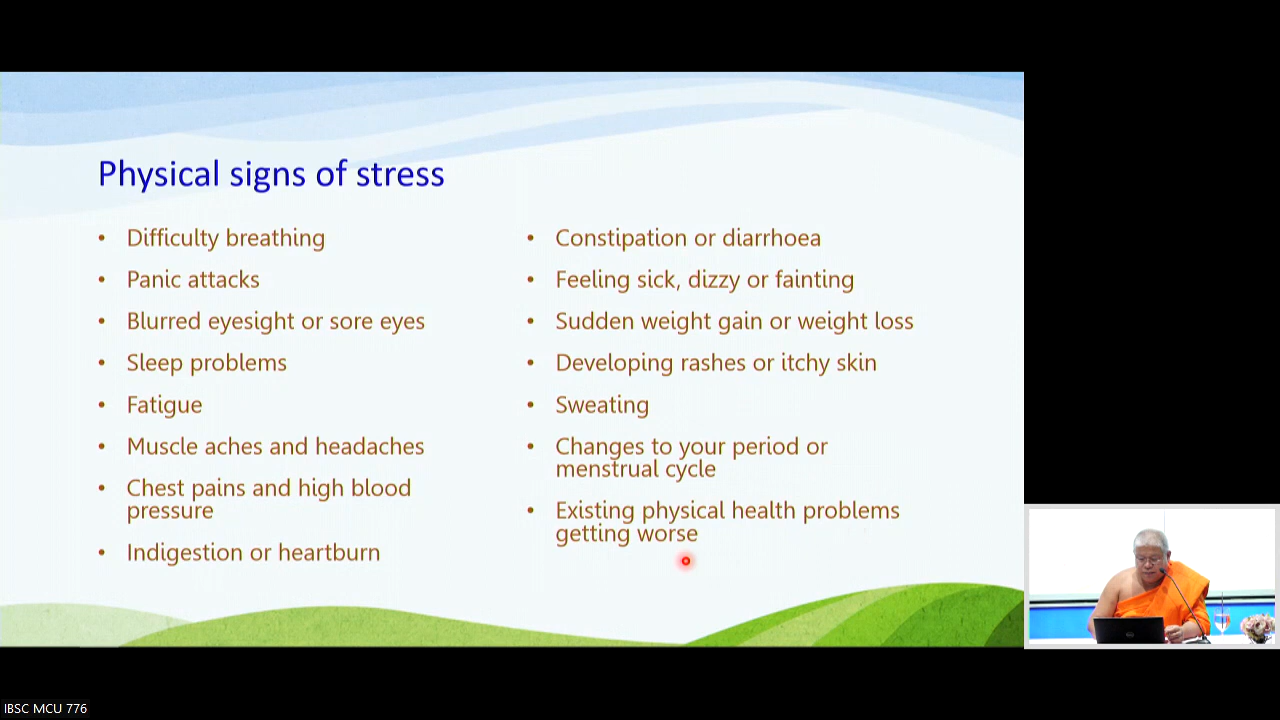 Physical signs of stress
• Difficulty breathing
• Panic attacks
• Blurred eyesight or sore eyes
• Sleep problems
• Fatigue
• Muscle aches and headaches
• Chest pains and high blood
pressure
• Indigestion or heartburn
• Constipation or diarrhoea
• Feeling sick, dizzy or fainting
• Sudden weight gain or weight loss
• Developing rashes or itchy skin
• Sweating
• Changes to your period or
menstrual cycle
• Existing physical health problems
getting worse
IBSC MCU 776